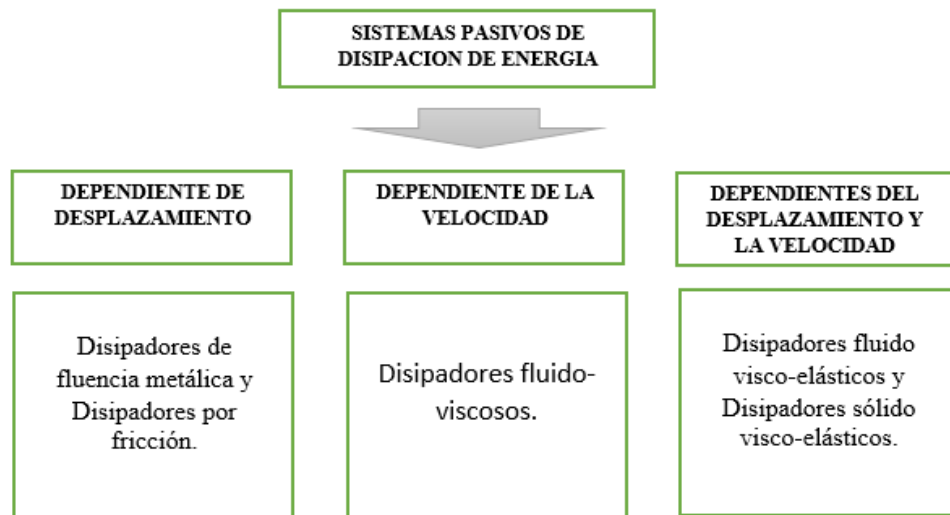 SISTEMAS PASIVOS DE
DISIPACION DE ENERGIA
DEPENDIENTE DE
DESPLAZAMIENTO
DEPENDIENTE DE LA
VELOCIDAD
DEPENDIENTES DEL
DESPLAZAMIENTO Y
LA VELOCIDAD
Disipadores de
fluencia metálica y
Disipadores por
fricción.
Disipadores fluido-
viscosos.
Disipadores fluido
visco-elásticos y
Disipadores sólido
visco-elásticos.